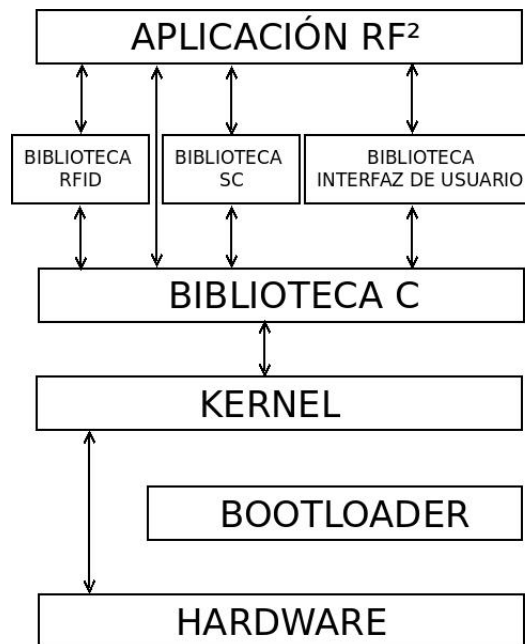 APLICACIÓN RF²
BIBLIOTECA
RFID
BIBLIOTECA
SC
BIBLIOTECA
INTERFAZ DE USUARIO
BIBLIOTECA C
KERNEL
BOOTLOADER
HARDWARE